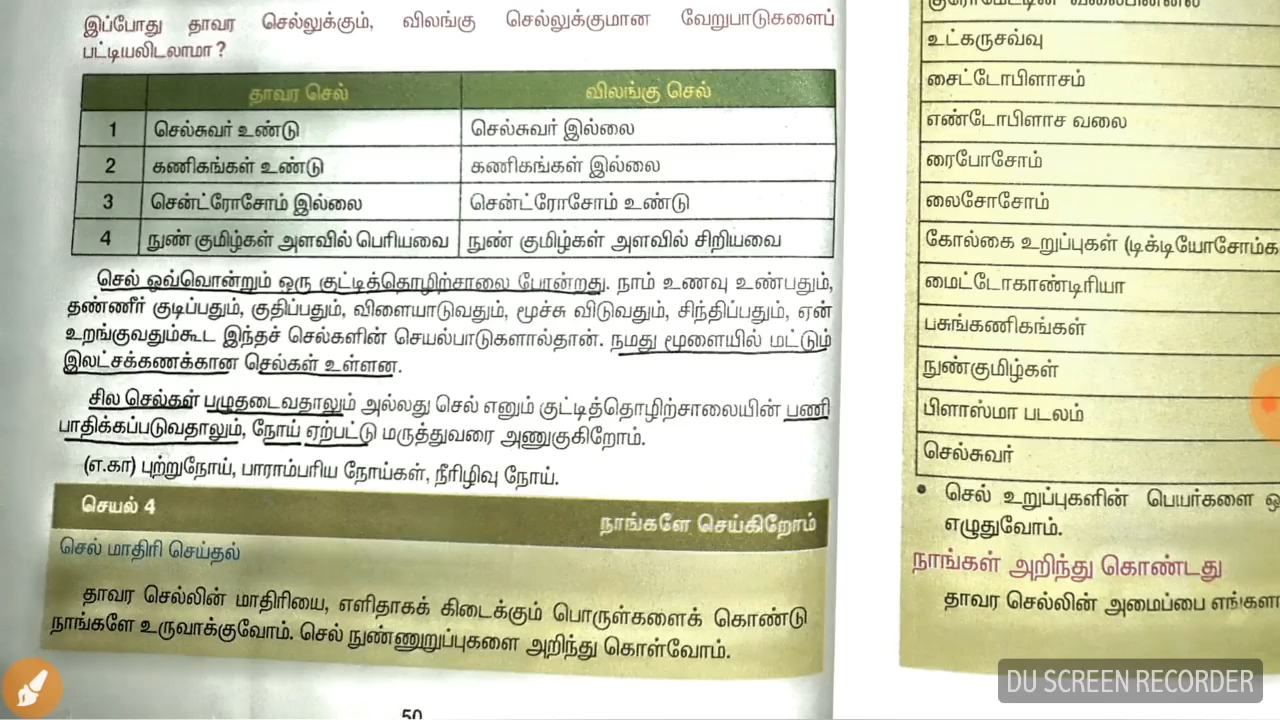 இப்போது தாவர செல்லுக்கும், விலங்கு செல்லுக்குமான வேறுபாடுகளைப்
பட்டியலிடலாமா?
தாவர செல் விலங்கு செல்
1 செல்சுவர் உண்டு செல்சுவர் இல்லை
2 கணிகங்கள் உண்டு கணிகங்கள் இல்லை
3 சென்ட்ரோசோம் இல்லை சென்ட்ரோசோம் உண்டு
4 நுண் குமிழ்கள் அளவில் பெரியவை நுண் குமிழ்கள் அளவில் சிறியவை
செல் ஒவ்வொன்றும் ஒரு குட்டித்தொழிற்சாலை போன்றது. நாம் உணவு உண்பதும்,
தண்ணீர் குடிப்பதும், குதிப்பதும், விளையாடுவதும், மூச்சு விடுவதும், சிந்திப்பதும், ஏன்
உறங்குவதும்கூட இந்தச் செல்களின் செயல்பாடுகளால்தான். நமது மூளையில் மட்டும்
இலட்சக்கணக்கான செல்கள் உள்ளன.
சில செல்கள் பழுதடைவதாலும் அல்லது செல் எனும் குட்டித்தொழிற்சாலையின் பணி
பாதிக்கப்படுவதாலும், நோய் ஏற்பட்டு மருத்துவரை அணுகுகிறோம்.
(எ.கா) புற்றுநோய், பாராம்பரிய நோய்கள், நீரிழிவு நோய்.
செயல் 4 நாங்களே செய்கிறோம்
செல் மாதிரி செய்தல்
தாவர செல்லின் மாதிரியை, எளிதாகக் கிடைக்கும் பொருள்களைக் கொண்டு
நாங்களே உருவாக்குவோம். செல் நுண்ணுறுப்புகளை அறிந்து கொள்வோம்.
50
உட்கருசவ்வு
சைட்டோபிளாசம்
எண்டோபிளாச வலை
ரைபோசோம்
லைசோசோம்
கோல்கை உறுப்புகள் (டிக்டியோசோம்க
மைட்டோகாண்டிரியா
பசுங்கணிகங்கள்
நுண்குமிழ்கள்
பிளாஸ்மா படலம்
செல்சுவர்
• செல் உறுப்புகளின் பெயர்களை ஒ
எழுதுவோம்.
நாங்கள் அறிந்து கொண்டது
தாவர செல்லின் அமைப்பை எங்களா
DU SCREEN RECORDER